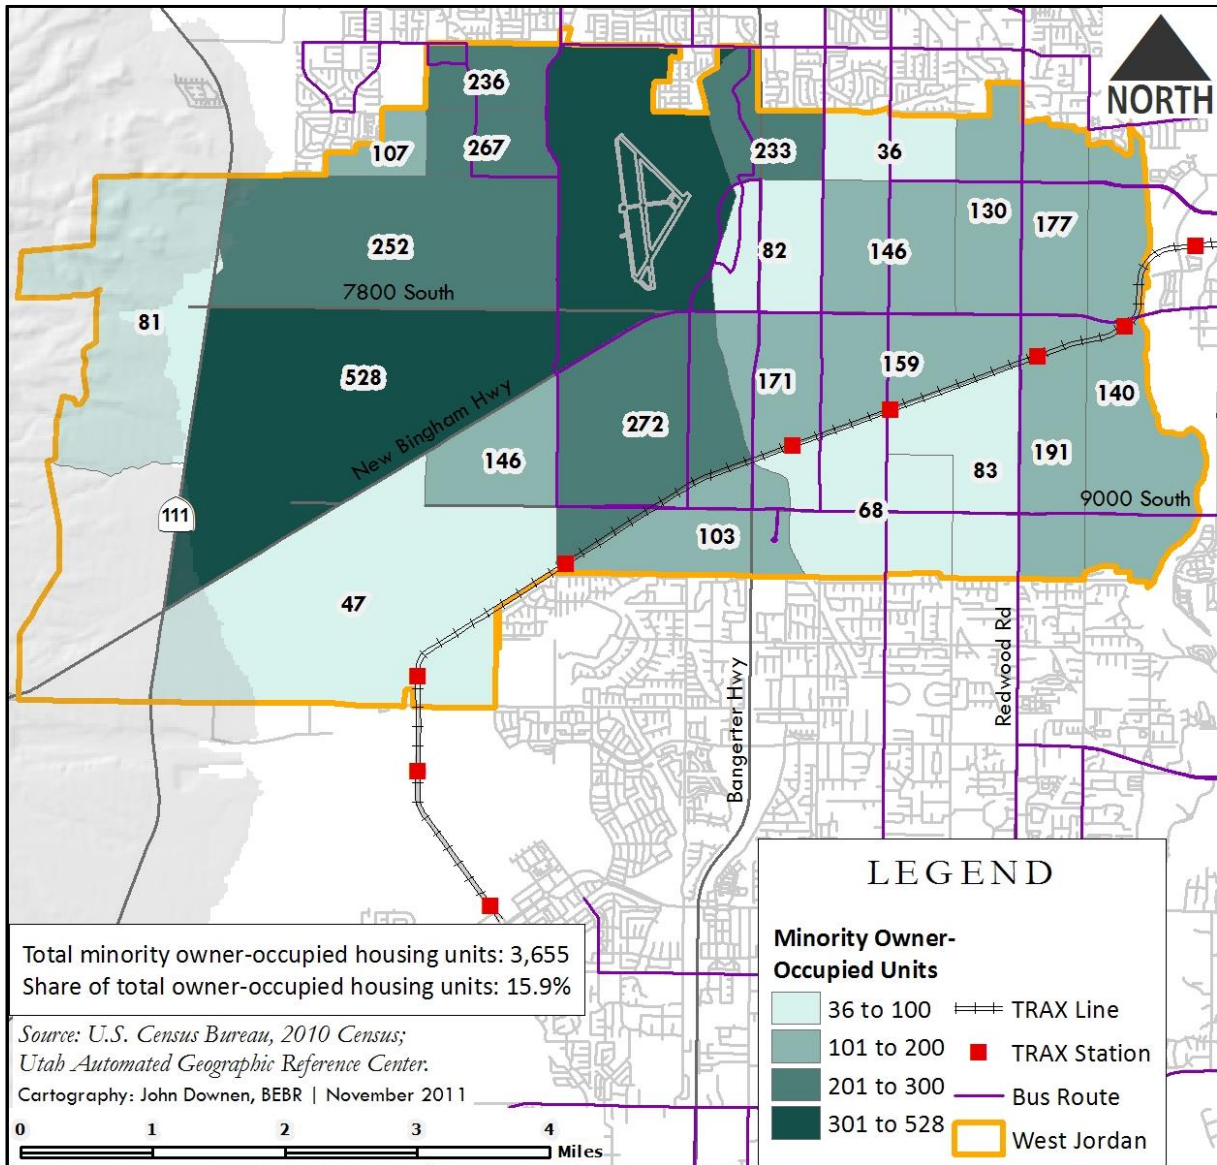 NORTH
236
107
267
233
36
130
177
252
82
146
7800 South
81
528
159
171
140
New Bingham Hwy
272
146
191
83
9000 South
111
68
103
47
Redwood Rd
Bangerter Hwy
LEGEND
Minority Owner-
Occupied Units
36 to 100
101 to 200
201 to 300
301 to 528
TRAX Line
TRAX Station
Bus Route
West Jordan
Total minority owner-occupied housing units: 3,655
Share of total owner-occupied housing units: 15.9%
Source: U.S. Census Bureau, 2010 Census;
Utah Automated Geographic Reference Center.
Cartography: John Downen, BEBR | November 2011
0 1 2 3 4
Miles